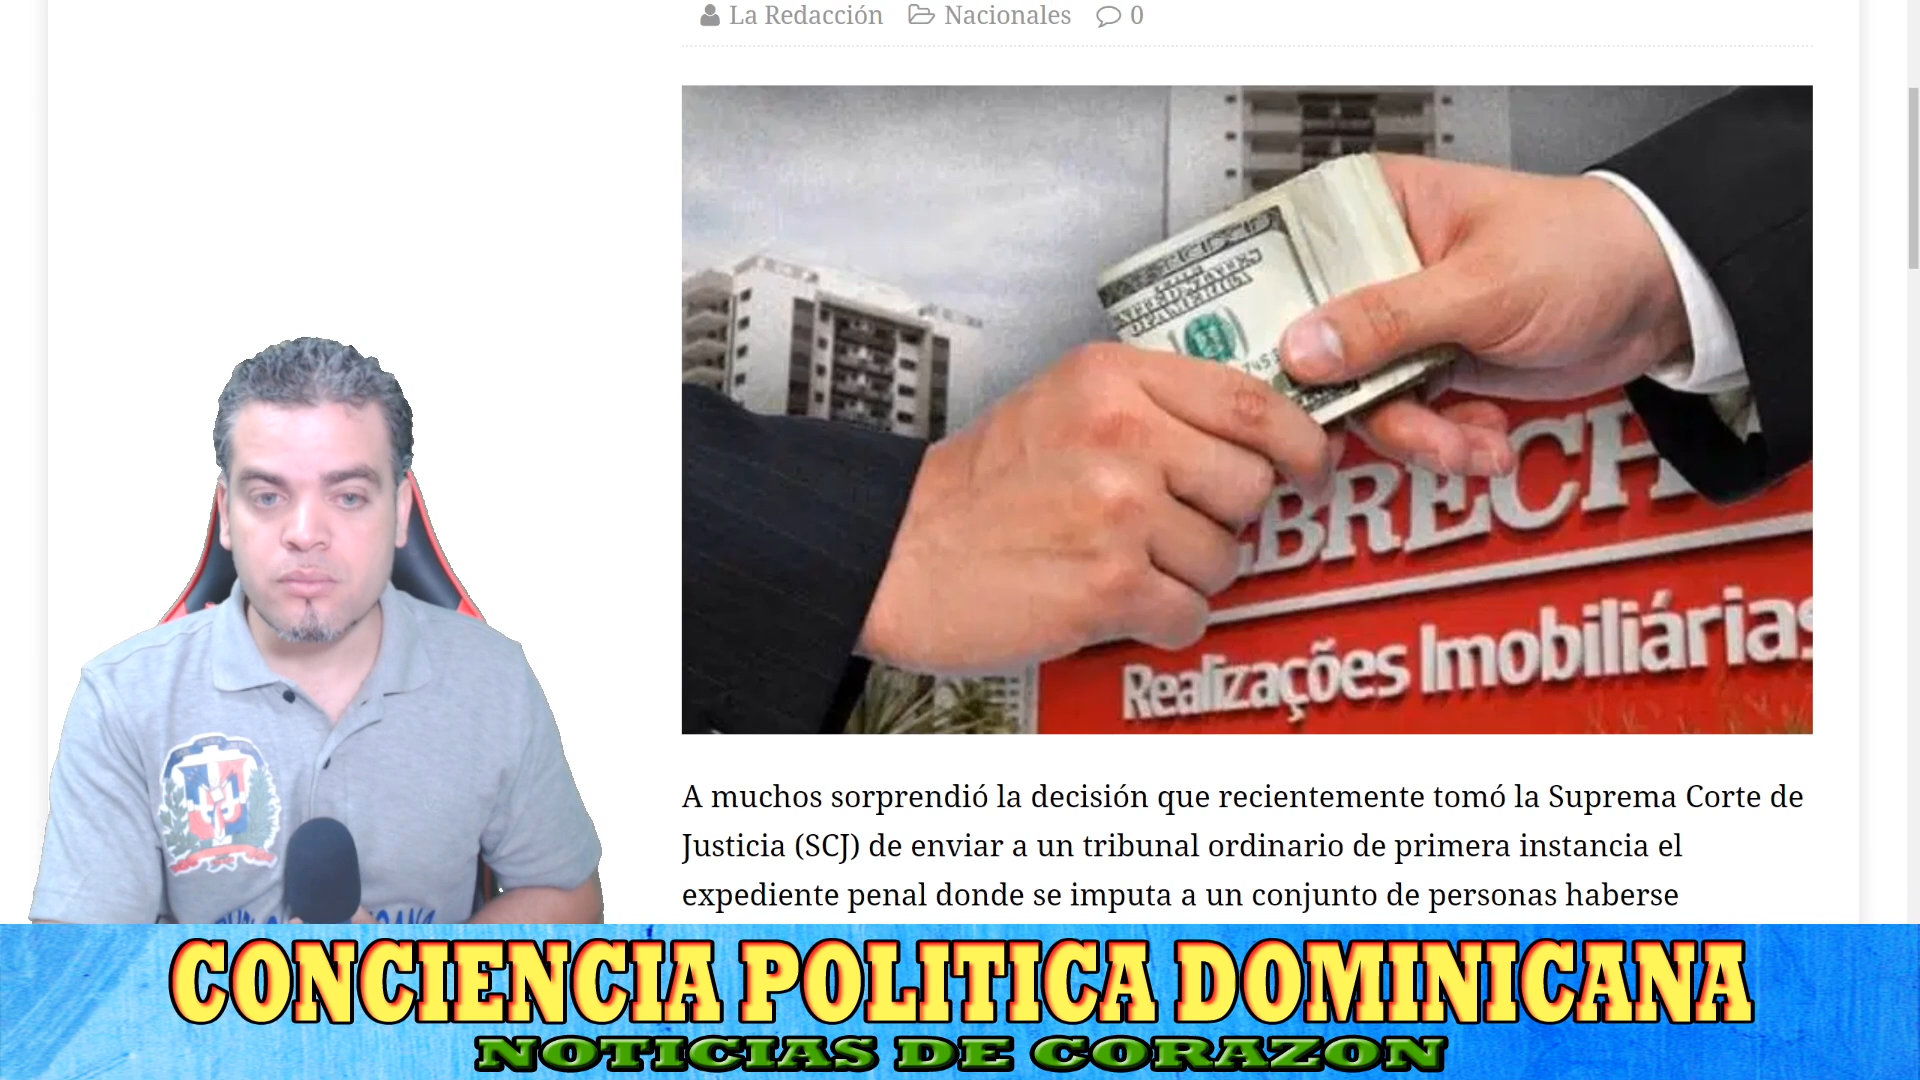 La Redacción Nacionales 0
BRECH
Realizações Imobiliárias
A muchos sorprendió la decisión que recientemente tomó la Suprema Corte de
Justicia (SCJ) de enviar a un tribunal ordinario de primera instancia el
expediente penal donde se imputa a un conjunto de personas haberse
CONCIENCIA POLITICA DOMINICANA
NOTICIAS DE CORAZON